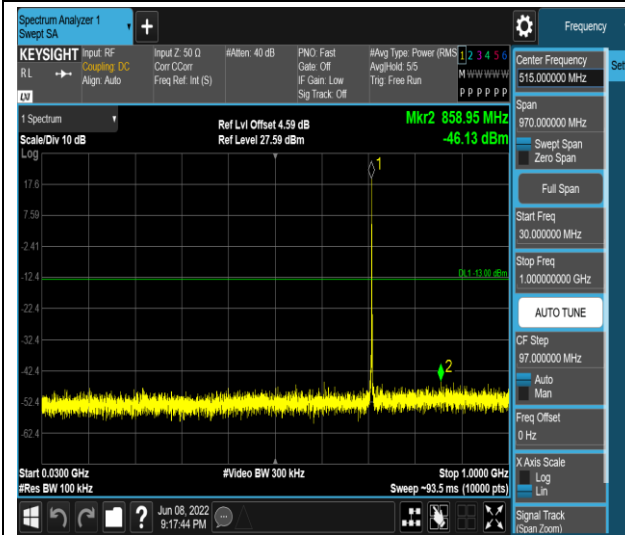 Spectrum Analyzer 1
Swept SA
Frequency
KEYSIGHT
RL
LXI
Input: RF
Coupling: DC
Align: Auto
Input Z: 50 Ω
Corr CCorr
Freq Ref: Int (S)
#Atten: 40 dB
PNO: Fast
Gate: Off
IF Gain: Low
Sig Track: Off
#Avg Type: Power (RMS
Avg|Hold: 5/5
Trig: Free Run
1 2 3 4 5 6
M W W W W W
P P P P P P
1 Spectrum
Scale/Div 10 dB
Log
Ref Lvl Offset 4.59 dB
Ref Level 27.59 dBm
Mkr2 858.95 MHz
-46.13 dBm
17.6
7.59
-2.41
-12.4
-22.4
-32.4
-42.4
-52.4
-62.4
1
DL1 -13.00 dBm
2
Start 0.0300 GHz
#Res BW 100 kHz
#Video BW 300 kHz
Stop 1.0000 GHz
Sweep ~93.5 ms (10000 pts)
Jun 08, 2022
9:17:44 PM
Center Frequency
515.000000 MHz
Set
Span
970.000000 MHz
Swept Span
Zero Span
Full Span
Start Freq
30.000000 MHz
Stop Freq
1.000000000 GHz
AUTO TUNE
CF Step
97.000000 MHz
Auto
Man
Freq Offset
0 Hz
X Axis Scale
Log
Lin
Signal Track
(Span Zoom)